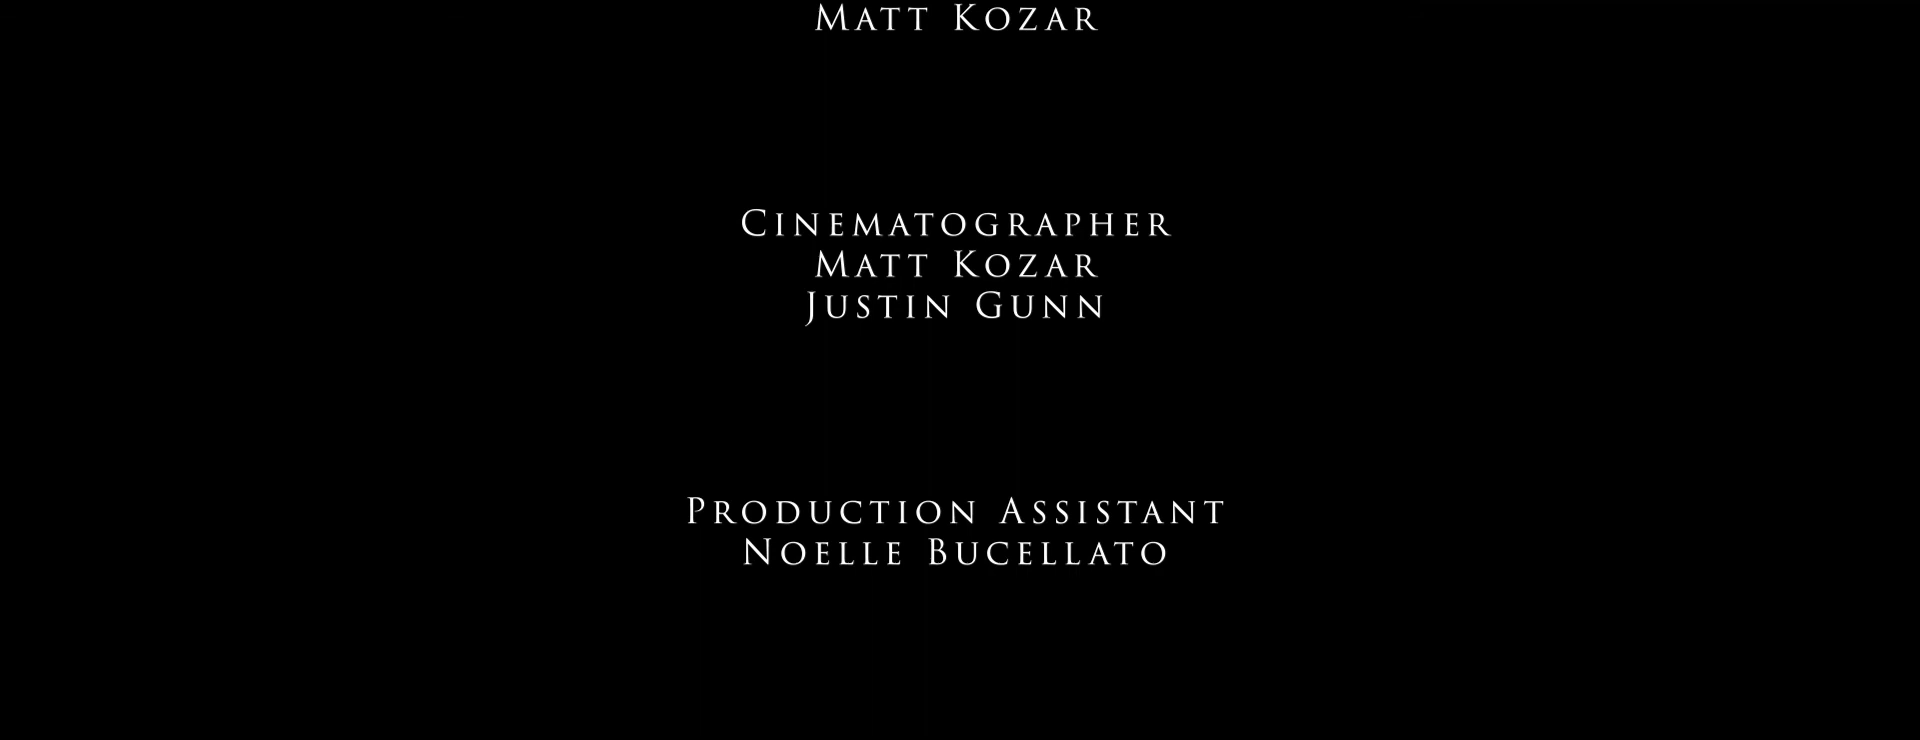 Matt Kozar
Cinematographer
Matt Kozar
Justin Gunn
Production Assistant
Noelle Bucellato